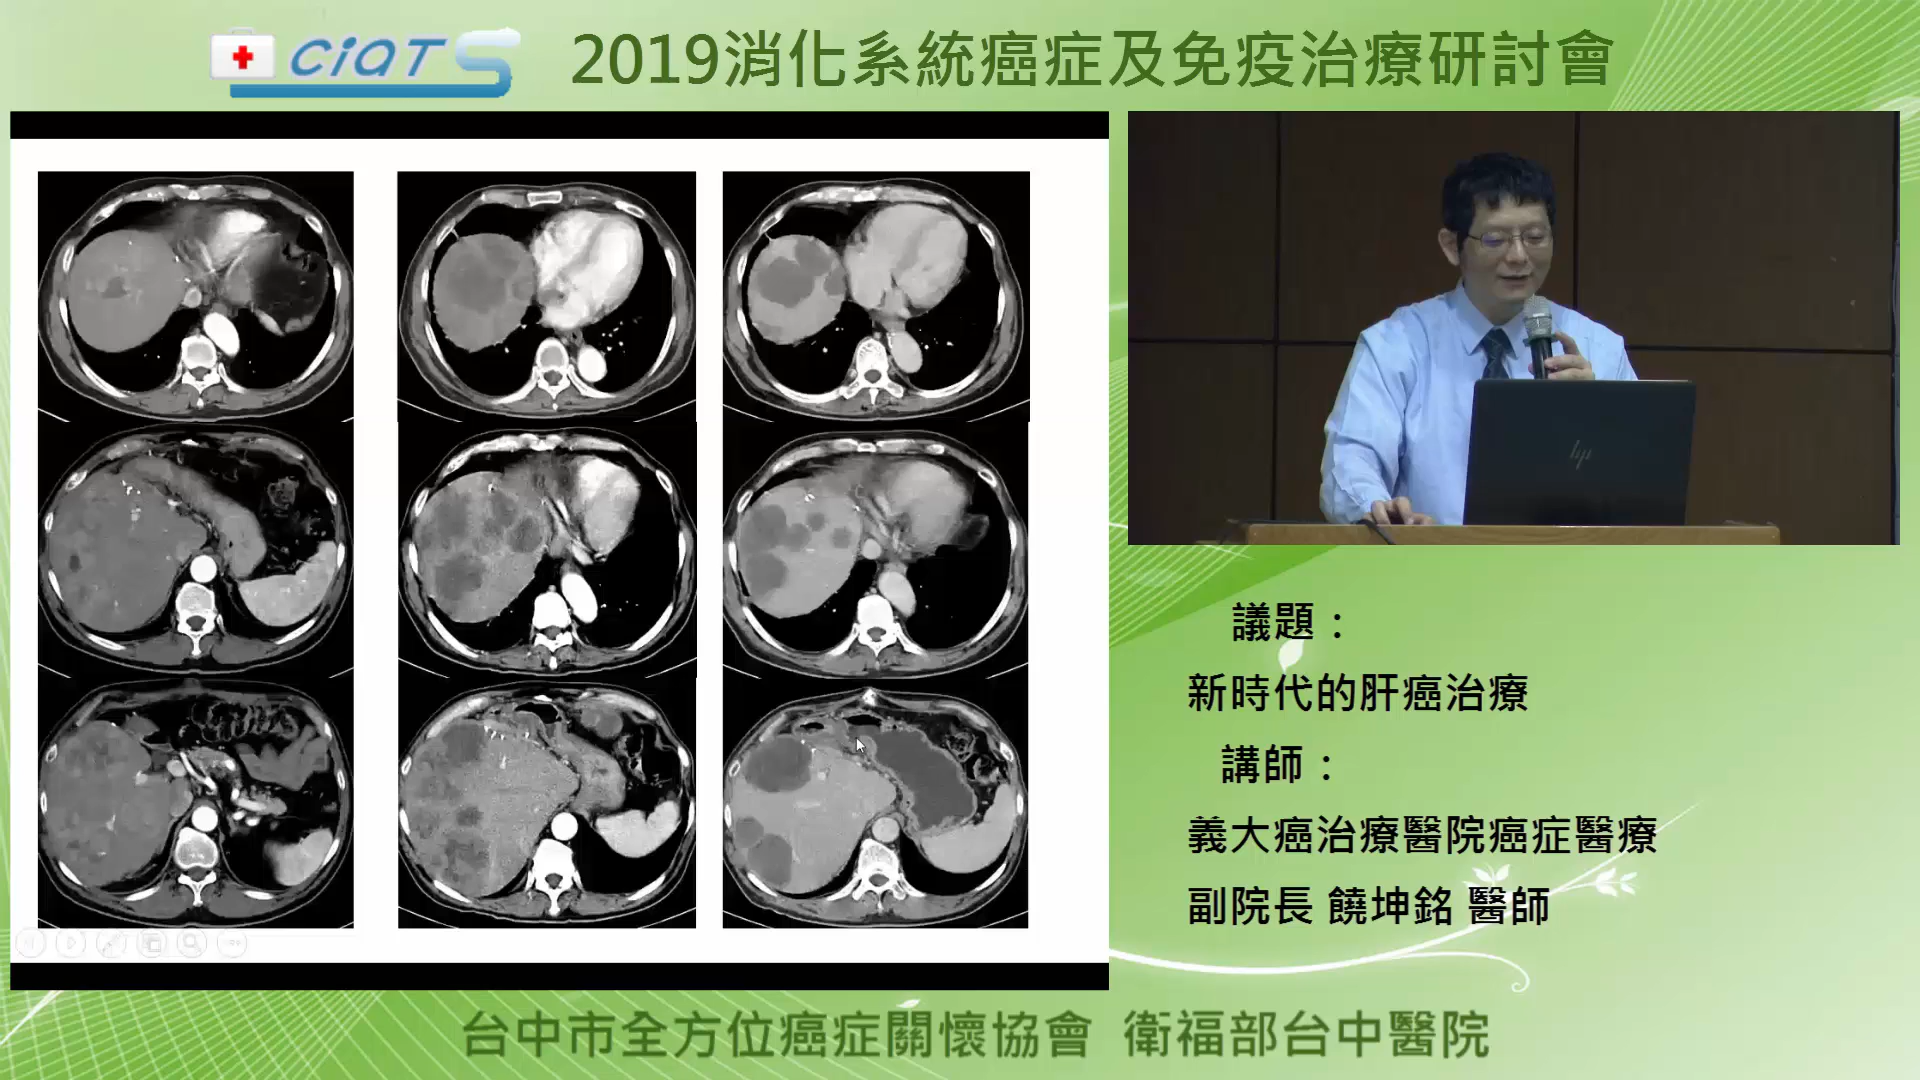 CiATS
2019消化系統癌症及免疫治療研討會
hp
議題：
新時代的肝癌治療
講師：
義大癌治療醫院癌症醫療
副院長 饒坤銘 醫師
台中市全方位癌症關懷協會 衛福部台中醫院